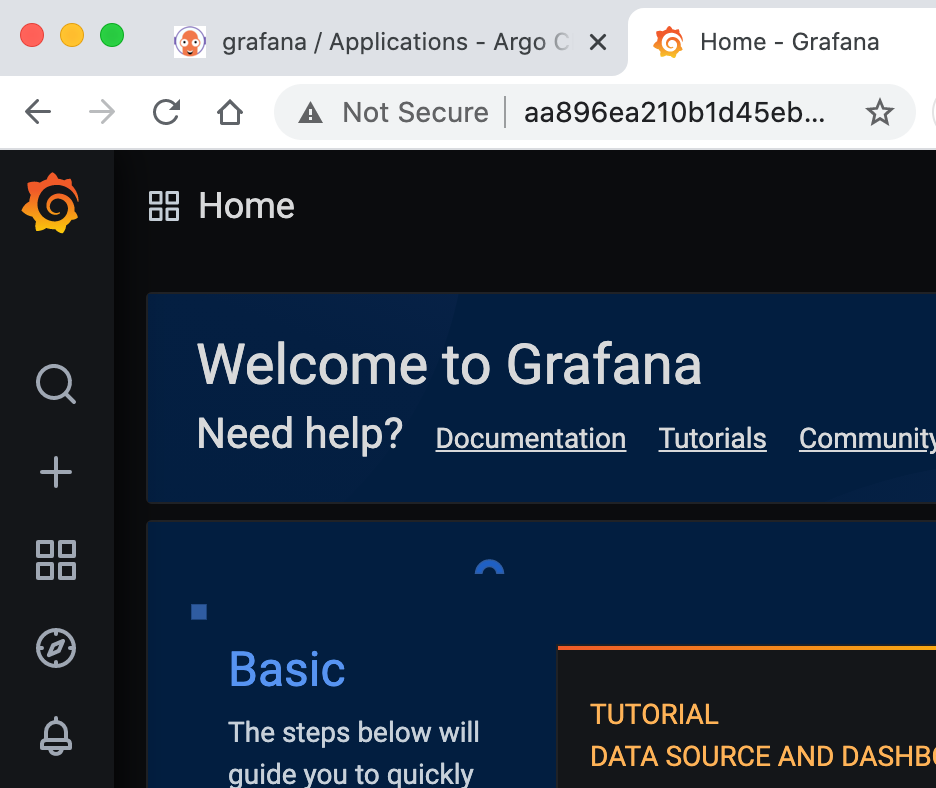 grafana / Applications - Argo C
Home - Grafana
Not Secure
aa896ea210b1d45eb...
Home
Welcome to Grafana
Need help? Documentation Tutorials Community
Basic
The steps below will
guide you to quickly
TUTORIAL
DATA SOURCE AND DASHBO